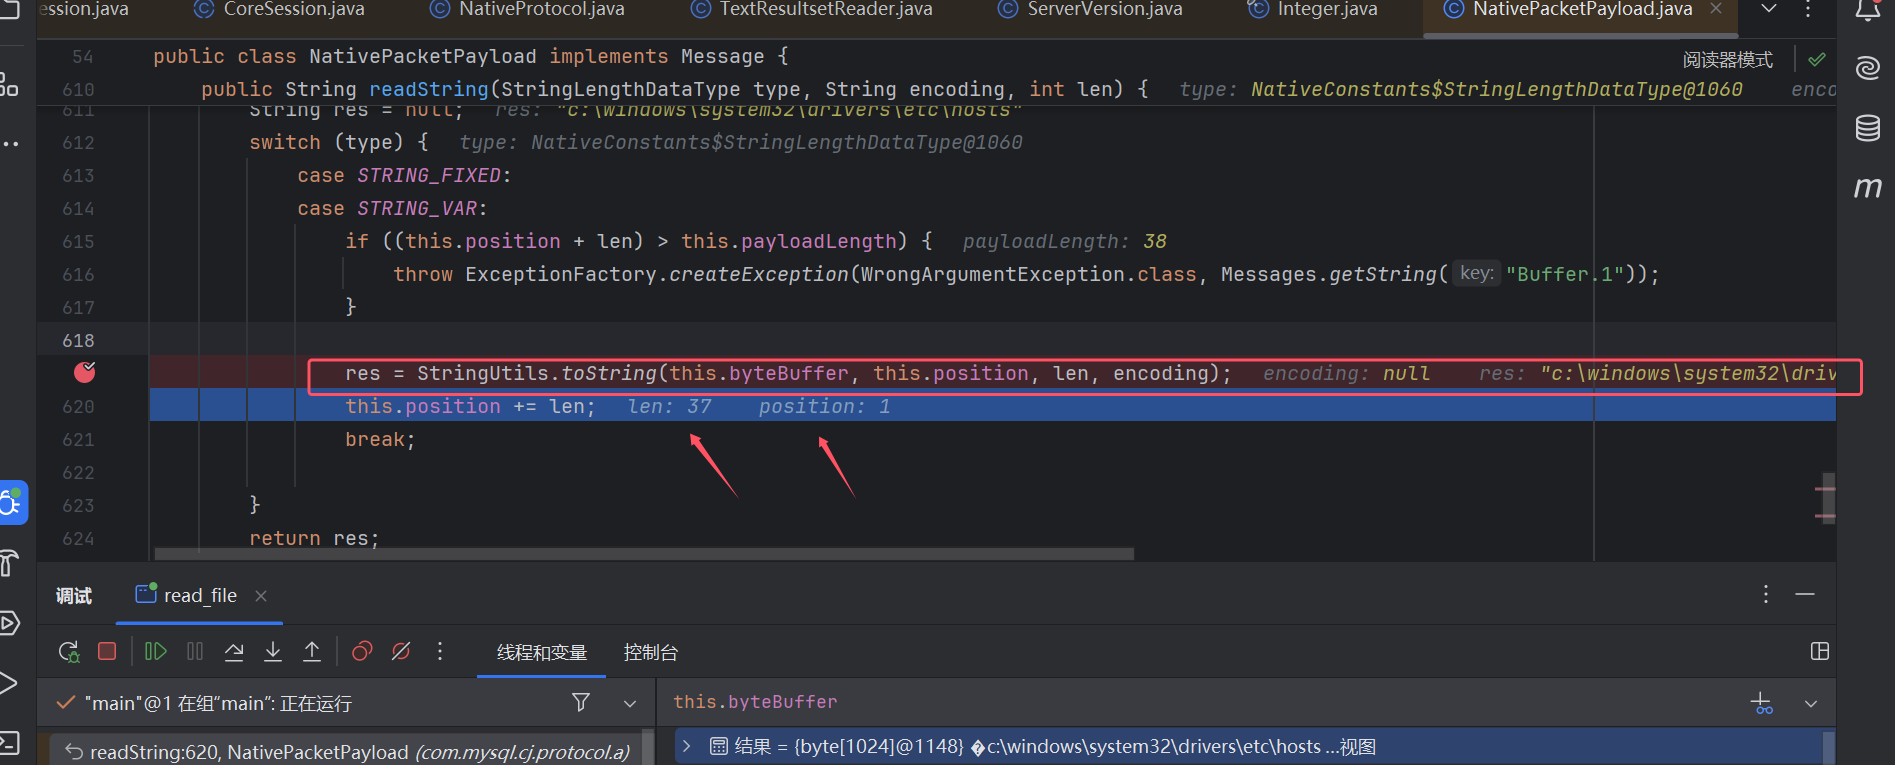 ession.java CoreSession.java NativeProtocol.java TextResultsetReader.java ServerVersion.java Integer.java NativePacketPayload.java
54 public class NativePacketPayload implements Message { 阅读器模式
610 public String readString(StringLengthDataType type, String encoding, int len) { type: NativeConstants$StringLengthDataType@1060 enco
611 String res = null; res: "c:\windows\system32\drivers\etc\hosts"
612 switch (type) { type: NativeConstants$StringLengthDataType@1060
613 case STRING_FIXED:
614 case STRING_VAR:
615 if ((this.position + len) > this.payloadLength) { payloadLength: 38
616 throw ExceptionFactory.createException(WrongArgumentException.class, Messages.getString( key: "Buffer.1"));
617 }
618
res = StringUtils.toString(this.byteBuffer, this.position, len, encoding); encoding: null res: "c:\windows\system32\driv
620 this.position += len; len: 37 position: 1
621 break;
622
623 }
624 return res;
调试 read_file
线程和变量 控制台
"main"@1 在组“main”: 正在运行 this.byteBuffer
readString:620, NativePacketPayload (com.mysql.cj.protocol.a) 结果 = {byte[1024]@1148} �c:\windows\system32\drivers\etc\hosts ...视图